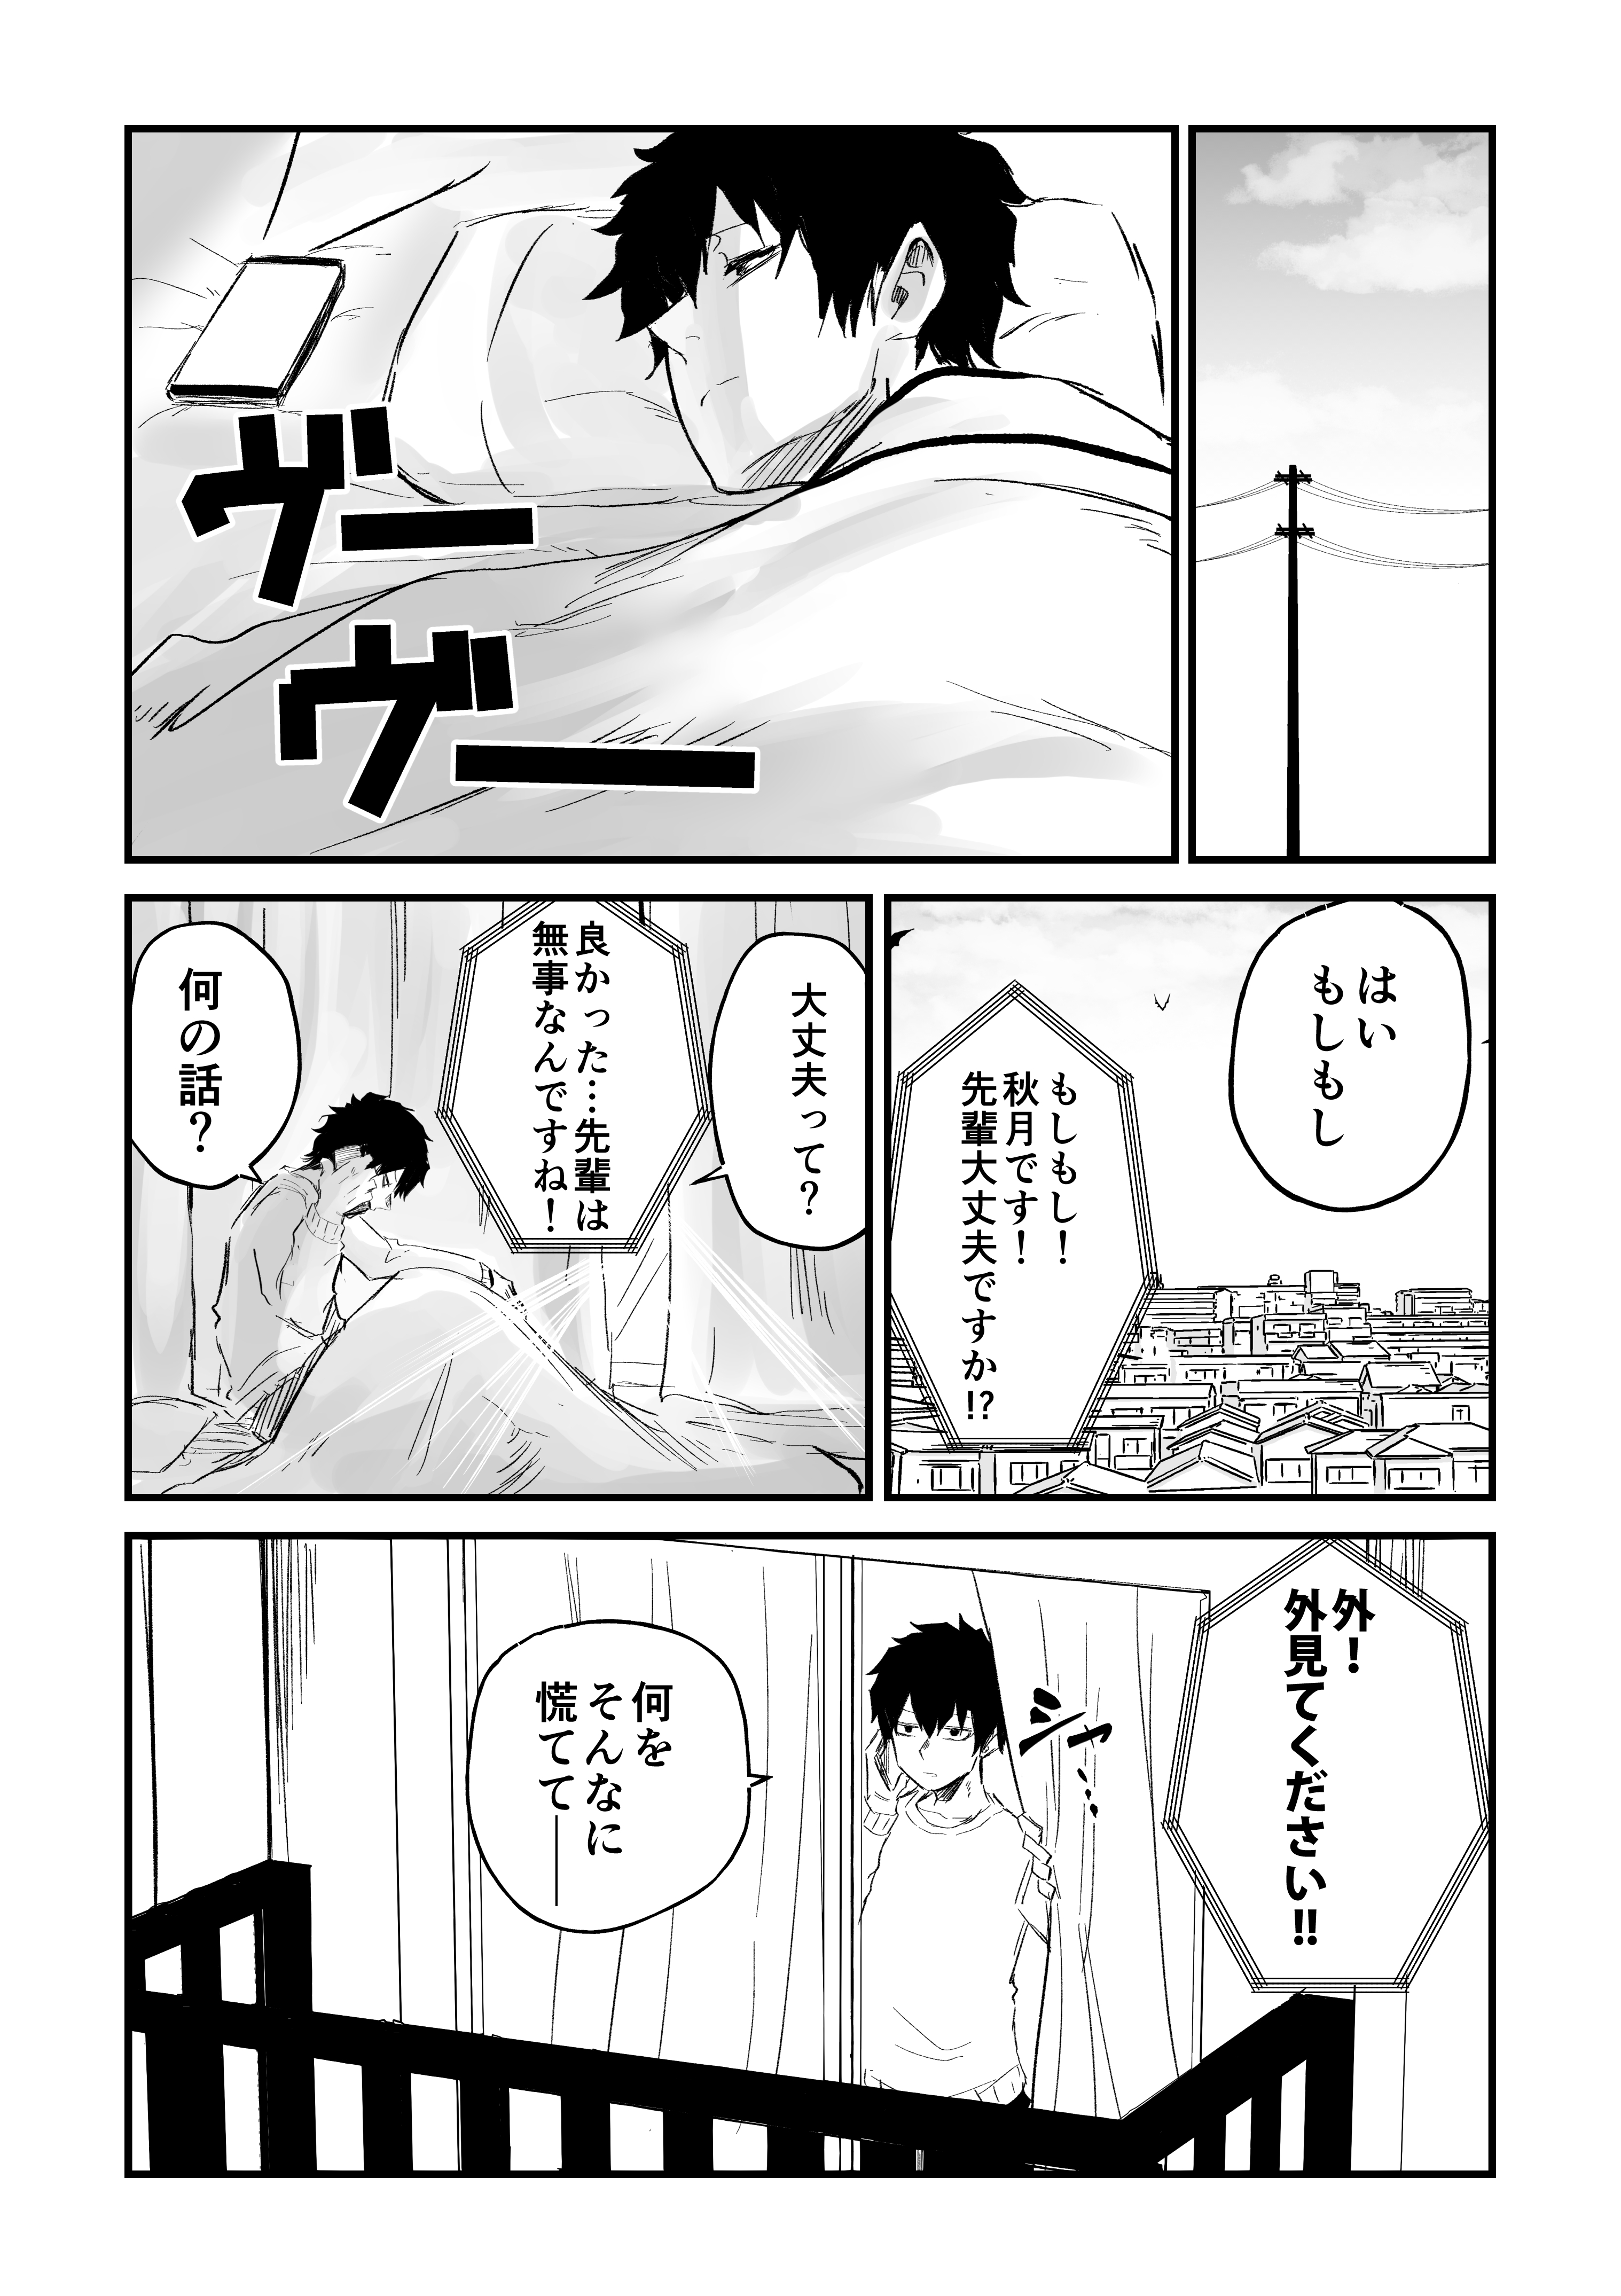 ヴー
ヴー
はい
もしもし
もしもし！
秋月です！
先輩大丈夫ですか⁉
大丈夫って？
良かった…先輩は
無事なんですね！
何の話？
外！
外見てください‼
シャ…
何を
そんなに
慌てて──